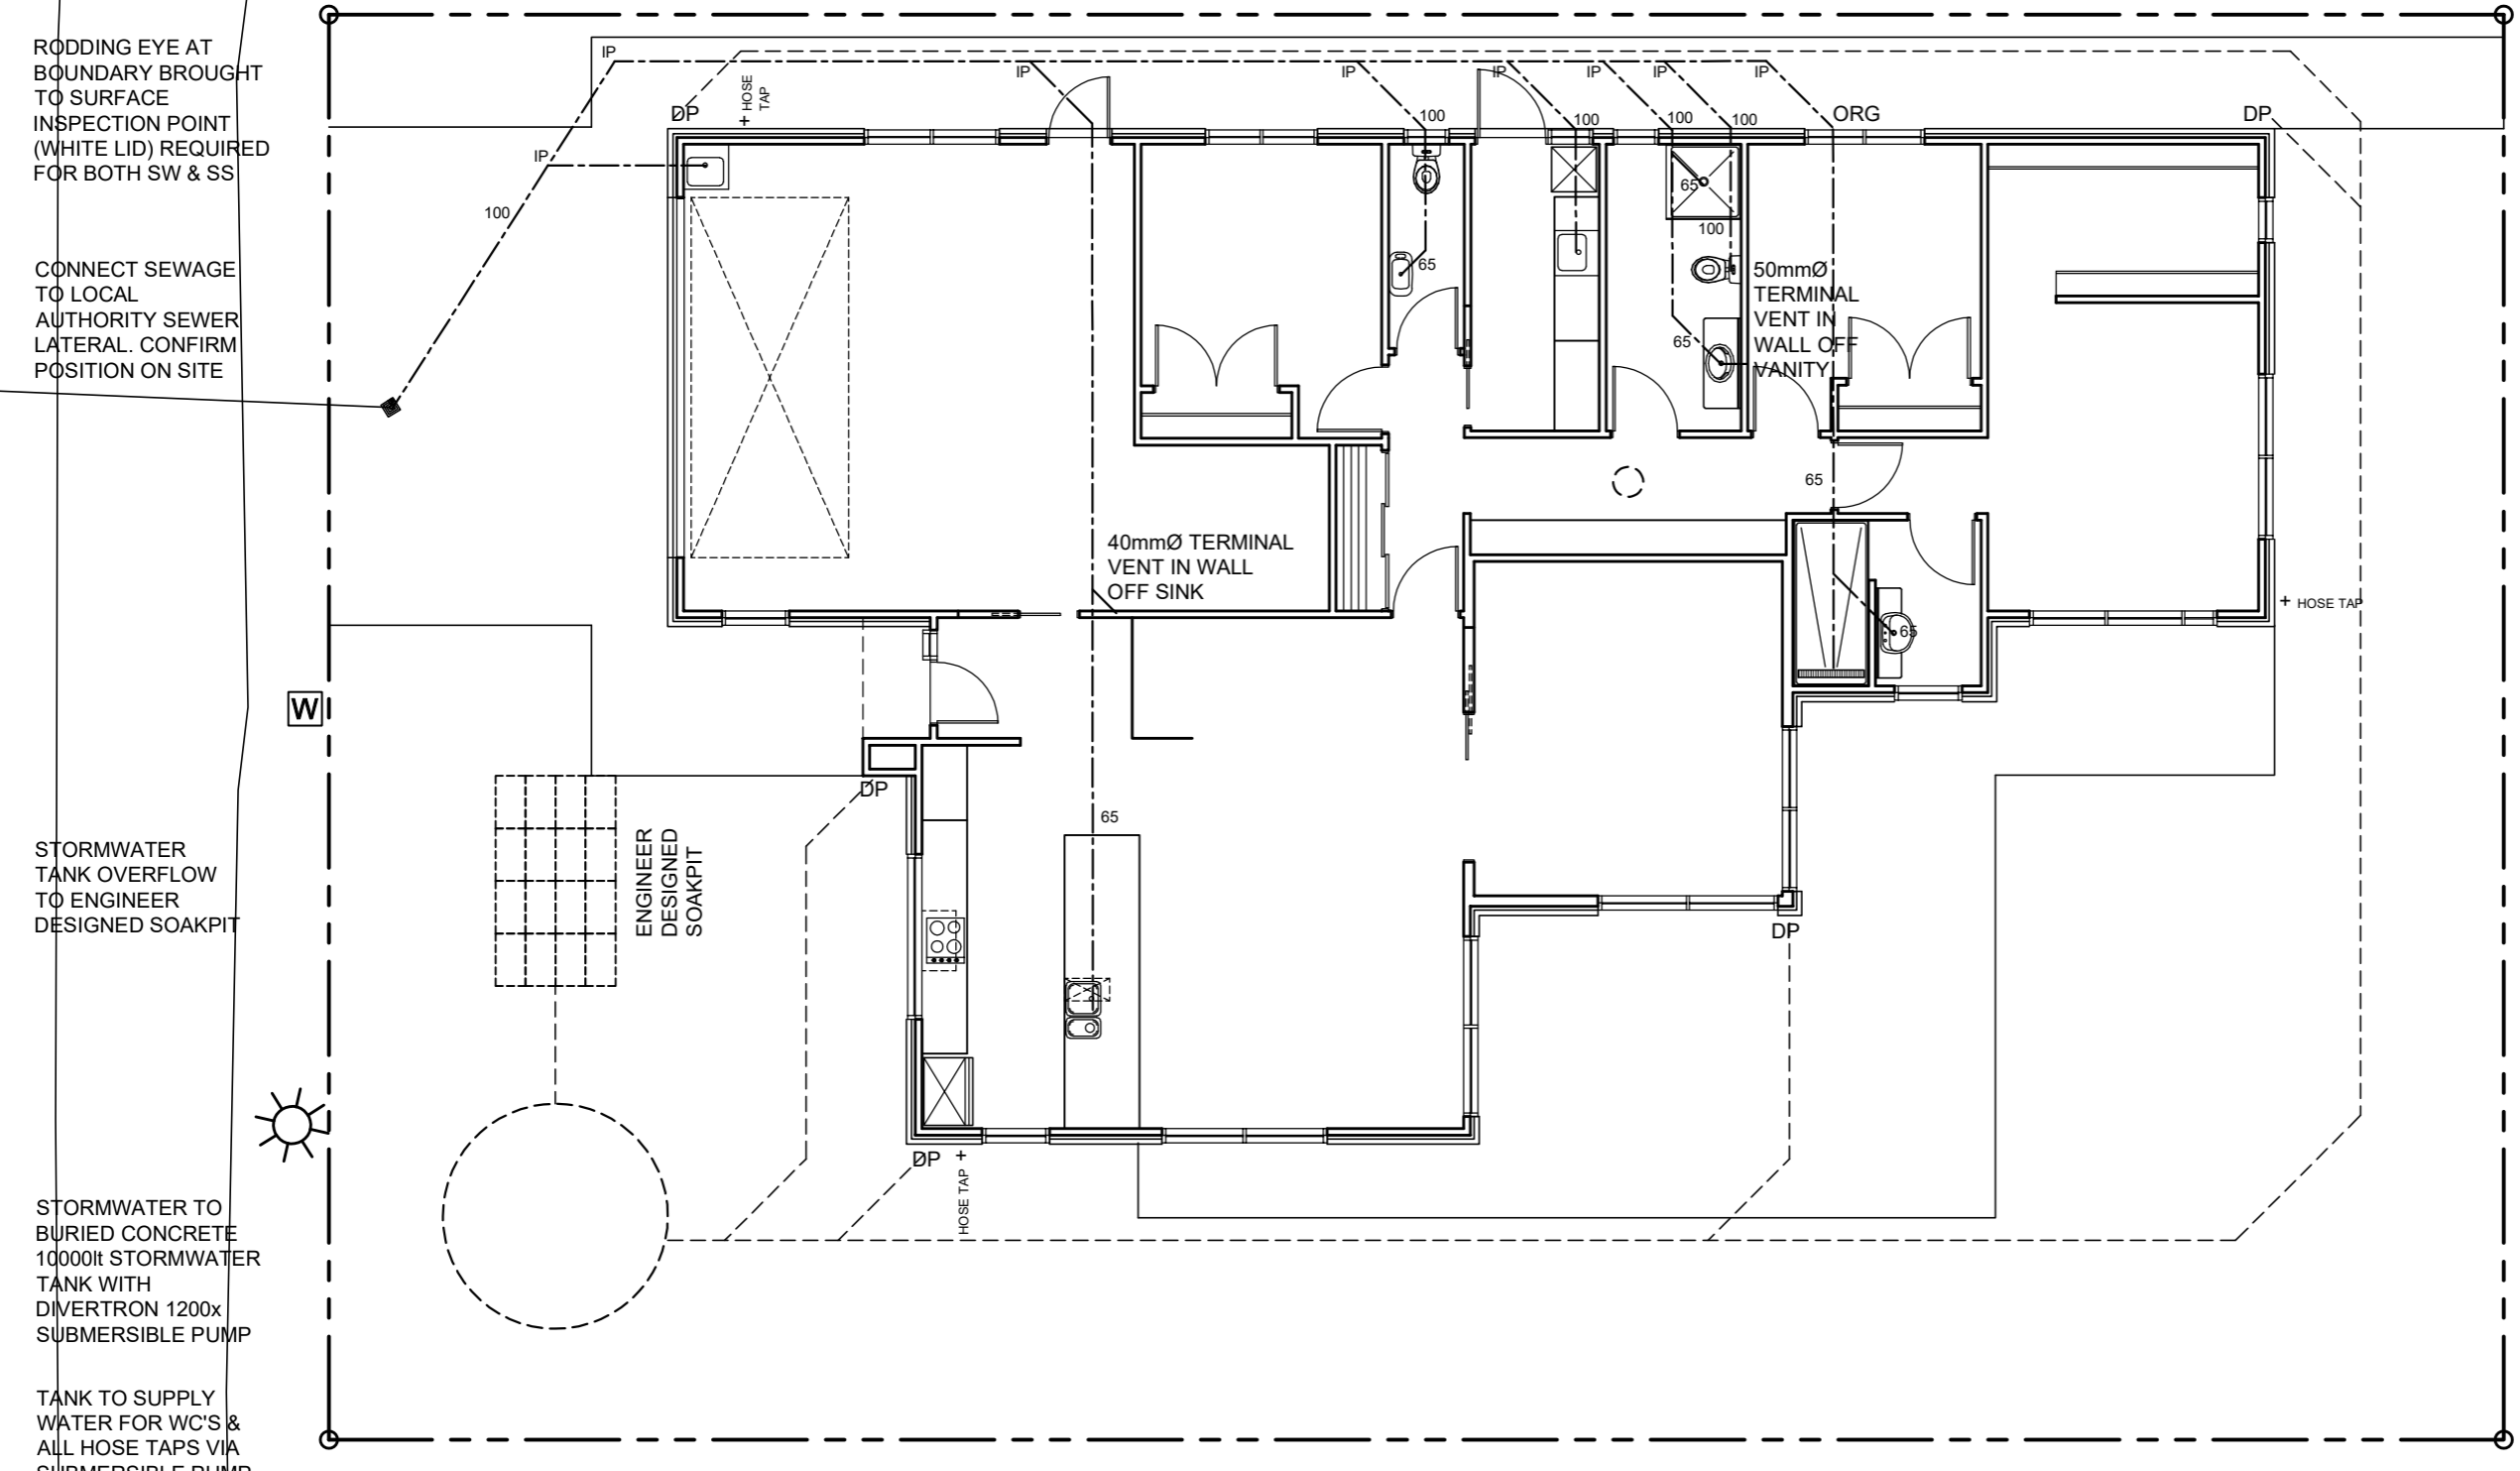 RODDING EYE AT
BOUNDARY BROUGHT
TO SURFACE
INSPECTION POINT
(WHITE LID) REQUIRED
FOR BOTH SW & SS
CONNECT SEWAGE
TO LOCAL
AUTHORITY SEWER
LATERAL. CONFIRM
POSITION ON SITE
STORMWATER
TANK OVERFLOW
TO ENGINEER
DESIGNED SOAKPIT
STORMWATER TO
BURIED CONCRETE
10000lt STORMWATER
TANK WITH
DIVERTRON 1200x
SUBMERSIBLE PUMP
TANK TO SUPPLY
WATER FOR WC'S &
ALL HOSE TAPS VIA
SUBMERSIBLE PUMP
W
IP
IP
IP
IP
IP
IP
IP
IP
100
DP
HOSE
TAP
100
100
100
100
ORG
DP
65
100
65
65
50mmØ
TERMINAL
VENT IN
WALL OFF
VANITY
65
65
40mmØ TERMINAL
VENT IN WALL
OFF SINK
HOSE TAP
DP
ENGINEER
DESIGNED
SOAKPIT
65
DP
DP
HOSE TAP